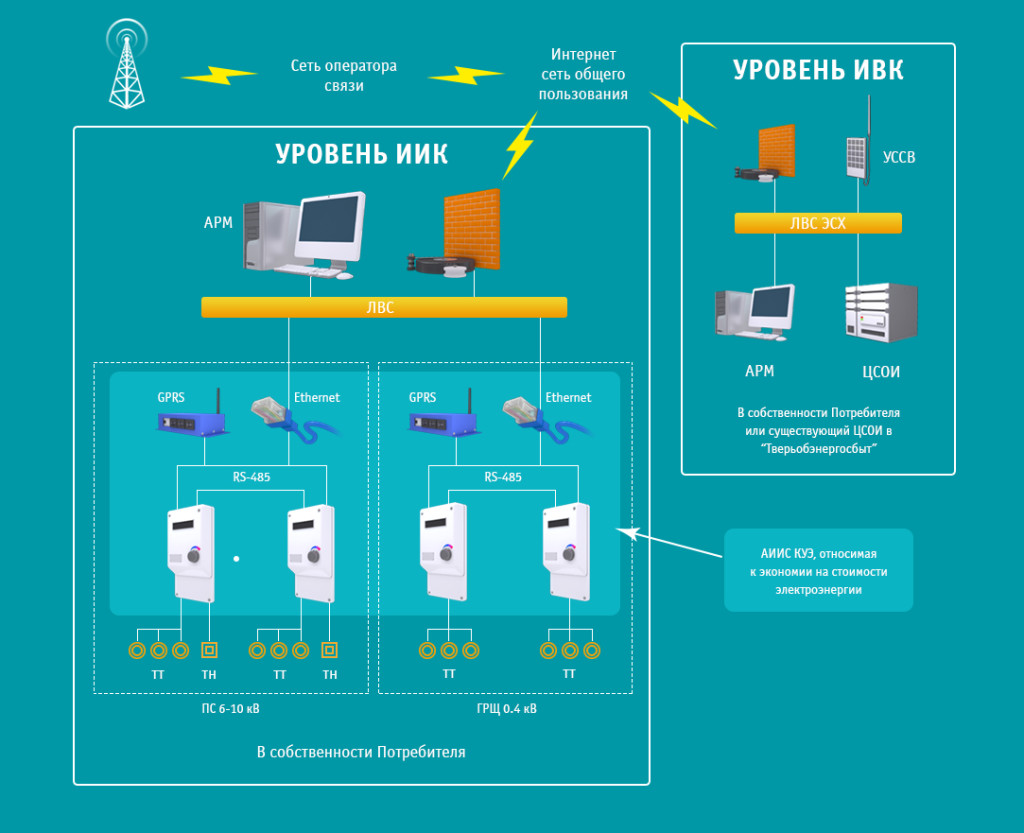 Сеть оператора
связи
Интернет
сеть общего
пользования
УРОВЕНЬ ИВК
УССВ
ЛВС ЭСХ
АРМ
ЦСОИ
В собственности Потребителя
или существующий ЦСОИ в
“Тверьобэнергосбыт”
УРОВЕНЬ ИИК
АРМ
ЛВС
GPRS
Ethernet
RS-485
GPRS
Ethernet
RS-485
ТТ
ТН
ТТ
ТН
ТТ
ТТ
ПС 6-10 кВ
ГРЩ 0.4 кВ
В собственности Потребителя
АИИС КУЭ, относимая
к экономии на стоимости
электроэнергии